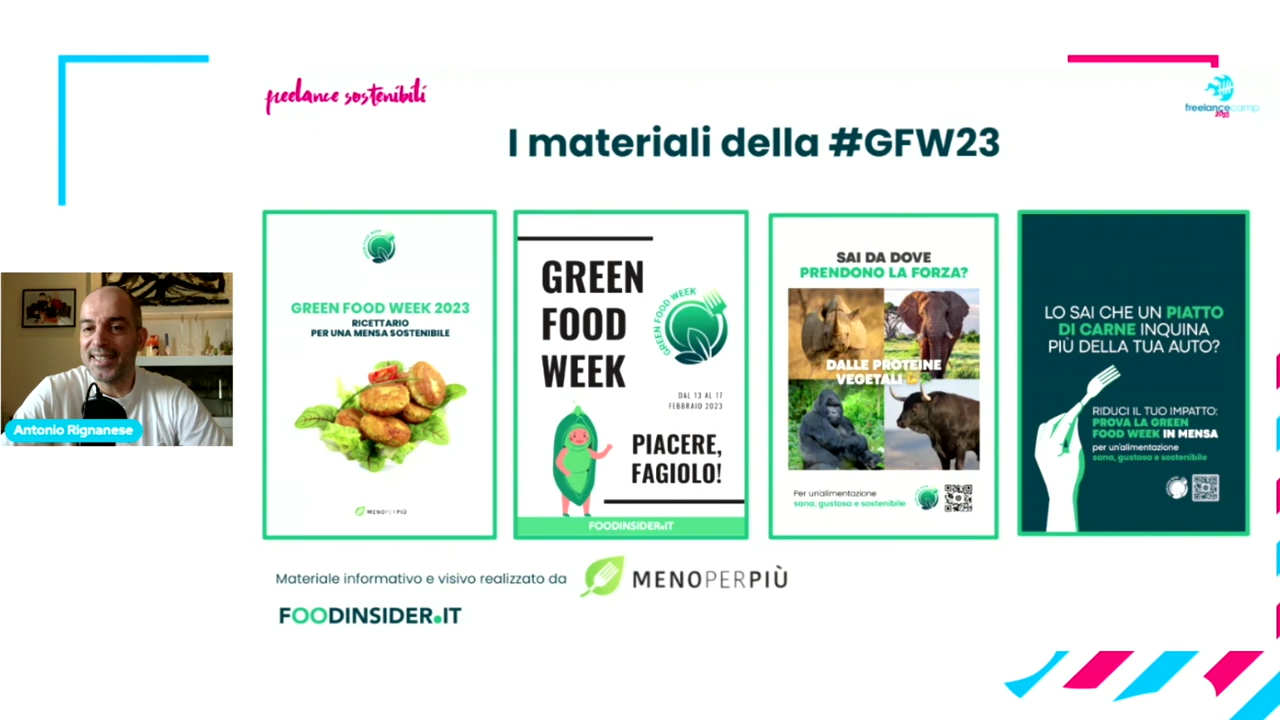 freelance sostenibili
freelancecamp
2023
I materiali della #GFW23
GREEN FOOD WEEK 2023
RICETTARIO
PER UNA MENSA SOSTENIBILE
MENOPERPIÙ
GREEN
FOOD
WEEK
GREEN FOOD WEEK
DAL 13 AL 17
FEBBRAIO 2023
PIACERE,
FAGIOLO!
FOODINSIDER.IT
SAI DA DOVE
PRENDONO LA FORZA?
DALLE PROTEINE
VEGETALI 💪
Per un'alimentazione
sana, gustosa e sostenibile
LO SAI CHE UN PIATTO
DI CARNE INQUINA
PIÙ DELLA TUA AUTO?
RIDUCI IL TUO IMPATTO:
PROVA LA GREEN
FOOD WEEK IN MENSA
per un'alimentazione
sana, gustosa e sostenibile
Antonio Rignanese
Materiale informativo e visivo realizzato da MENOPERPIÙ
FOODINSIDER.IT